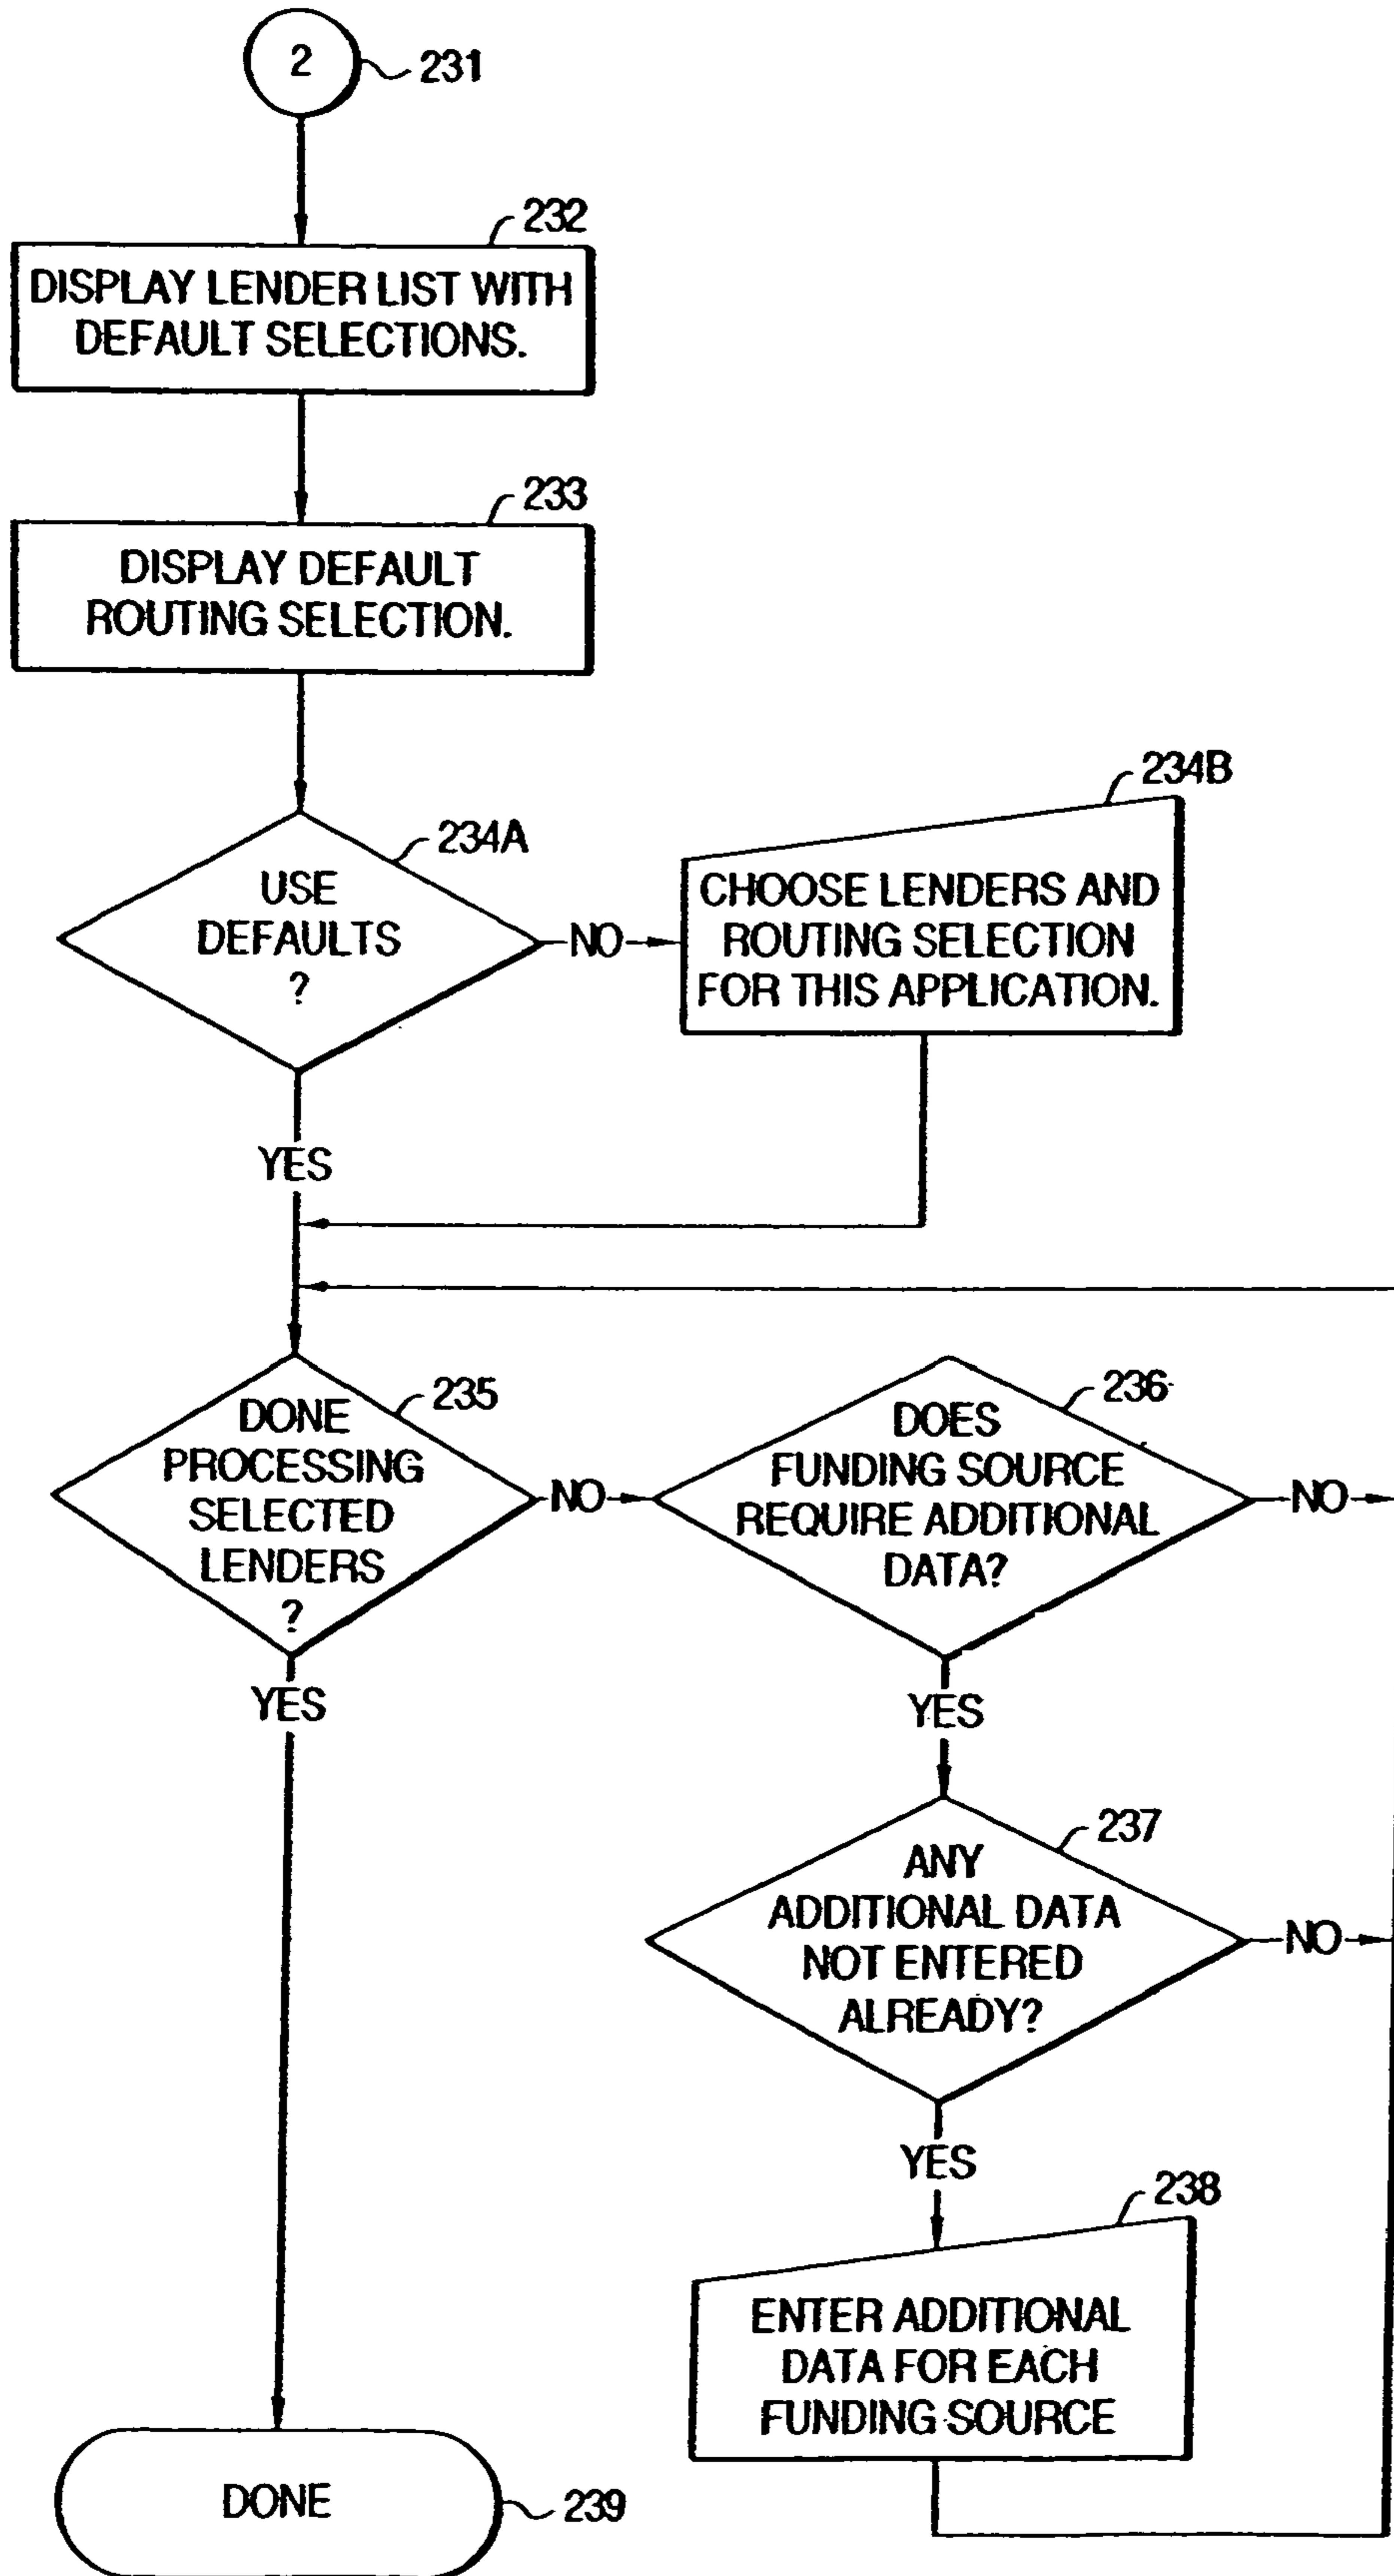 2
231
232
DISPLAY LENDER LIST WITH
DEFAULT SELECTIONS.
233
DISPLAY DEFAULT
ROUTING SELECTION.
234A
USE
DEFAULTS
?
NO
234B
CHOOSE LENDERS AND
ROUTING SELECTION
FOR THIS APPLICATION.
YES
235
DONE
PROCESSING
SELECTED
LENDERS
?
NO
236
DOES
FUNDING SOURCE
REQUIRE ADDITIONAL
DATA?
NO
YES
YES
237
ANY
ADDITIONAL DATA
NOT ENTERED
ALREADY?
NO
YES
238
ENTER ADDITIONAL
DATA FOR EACH
FUNDING SOURCE
DONE
239